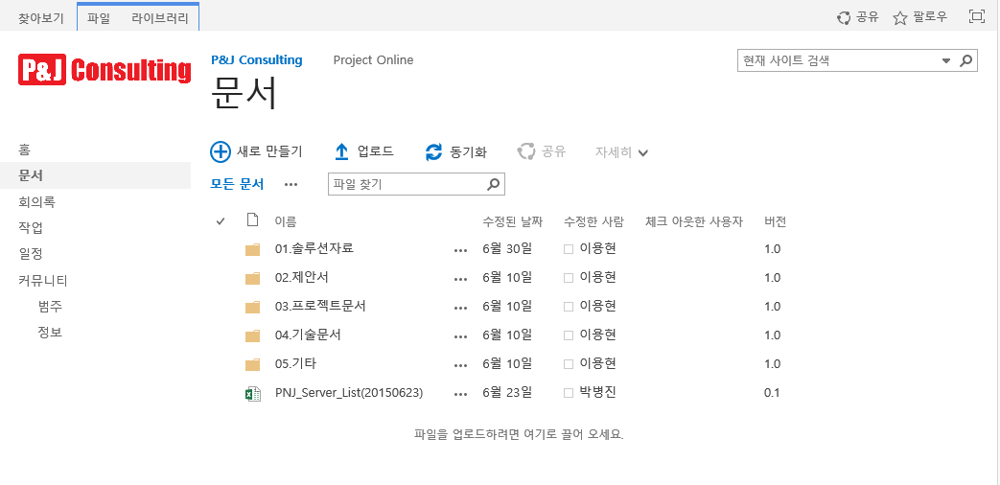 찾아보기 파일 라이브러리 공유 팔로우
P&J Consulting P&J Consulting Project Online 현재 사이트 검색
문서
새로 만들기 업로드 동기화 공유 자세히
모든 문서 ••• 파일 찾기
이름 수정된 날짜 수정한 사람 체크 아웃한 사용자 버전
01.솔루션자료 ••• 6월 30일 이용현 1.0
02.제안서 ••• 6월 10일 이용현 1.0
03.프로젝트문서 ••• 6월 10일 이용현 1.0
04.기술문서 ••• 6월 10일 이용현 1.0
05.기타 ••• 6월 10일 이용현 1.0
PNJ_Server_List(20150623) ••• 6월 23일 박병진 0.1
파일을 업로드하려면 여기로 끌어 오세요.
홈
문서
회의록
작업
일정
커뮤니티
범주
정보